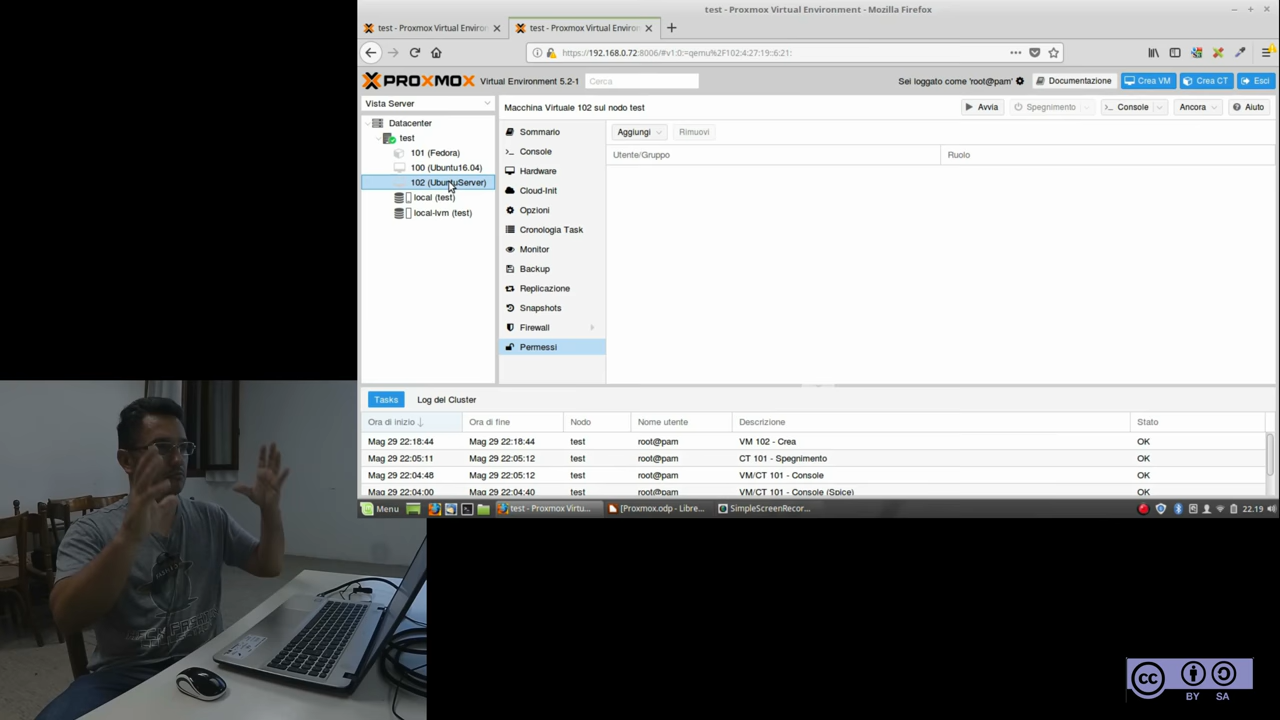 test - Proxmox Virtual Environment - Mozilla Firefox
test - Proxmox Virtual Environ
test - Proxmox Virtual Environ
https://192.168.0.72:8006/#v1:0:=qemu%2F102:4:27:19::6:21:
PROXMOX Virtual Environment 5.2-1 Cerca Sei loggato come 'root@pam' Documentazione Crea VM Crea CT Esci
Vista Server
Macchina Virtuale 102 sul nodo test Avvia Spegnimento Console Ancora Aiuto
Datacenter
test
101 (Fedora)
100 (Ubuntu16.04)
102 (UbuntuServer)
local (test)
local-lvm (test)
Sommario
Console
Hardware
Cloud-Init
Opzioni
Cronologia Task
Monitor
Backup
Replicazione
Snapshots
Firewall
Permessi
Aggiungi Rimuovi
Utente/Gruppo Ruolo
Tasks Log del Cluster
Ora di inizio Ora di fine Nodo Nome utente Descrizione Stato
Mag 29 22:18:44 Mag 29 22:18:44 test root@pam VM 102 - Crea OK
Mag 29 22:05:11 Mag 29 22:05:12 test root@pam CT 101 - Spegnimento OK
Mag 29 22:04:48 Mag 29 22:05:12 test root@pam VM/CT 101 - Console OK
Mag 29 22:04:00 Mag 29 22:04:40 test root@pam VM/CT 101 - Console (Spice) OK
Menu test - Proxmox Virtu... [Proxmox.odp - Libre... SimpleScreenRecor... 22.19
cc
BY SA